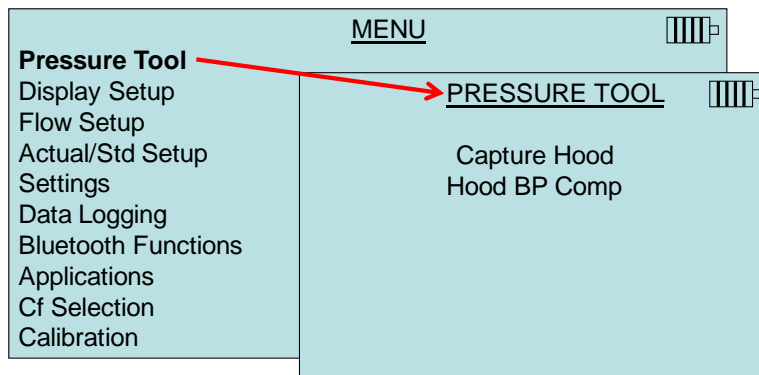 MENU
Pressure Tool
Display Setup
Flow Setup
Actual/Std Setup
Settings
Data Logging
Bluetooth Functions
Applications
Cf Selection
Calibration
PRESSURE TOOL
Capture Hood
Hood BP Comp